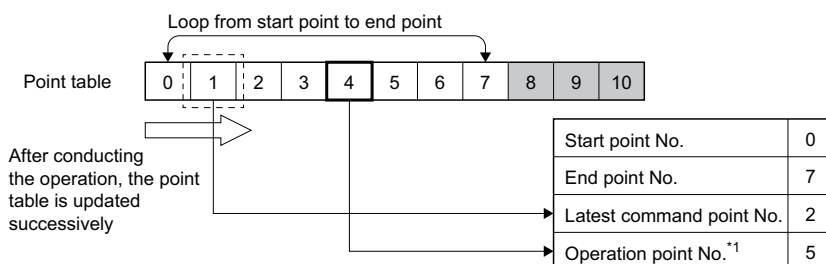 Loop from start point to end point
Point table 0 1 2 3 4 5 6 7 8 9 10
After conducting
the operation, the point
table is updated
successively
Start point No. 0
End point No. 7
Latest command point No. 2
Operation point No.*1 5